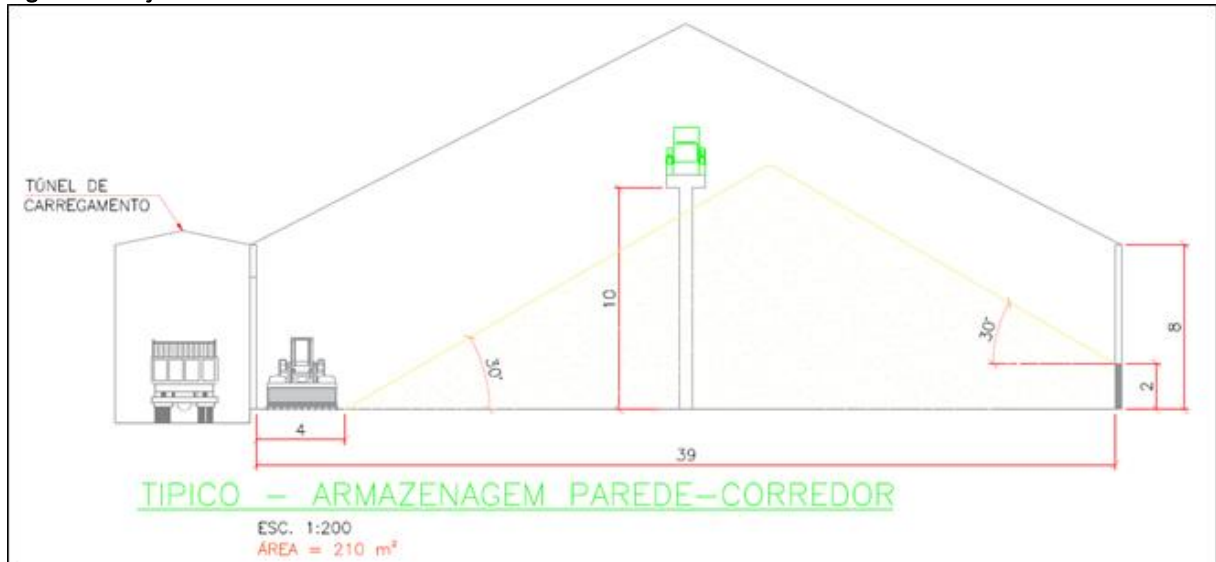 TÚNEL DE
CARREGAMENTO
10
30°
30°
8
2
4
39
TIPICO – ARMAZENAGEM PAREDE–CORREDOR
ESC. 1:200
ÁREA = 210 m²